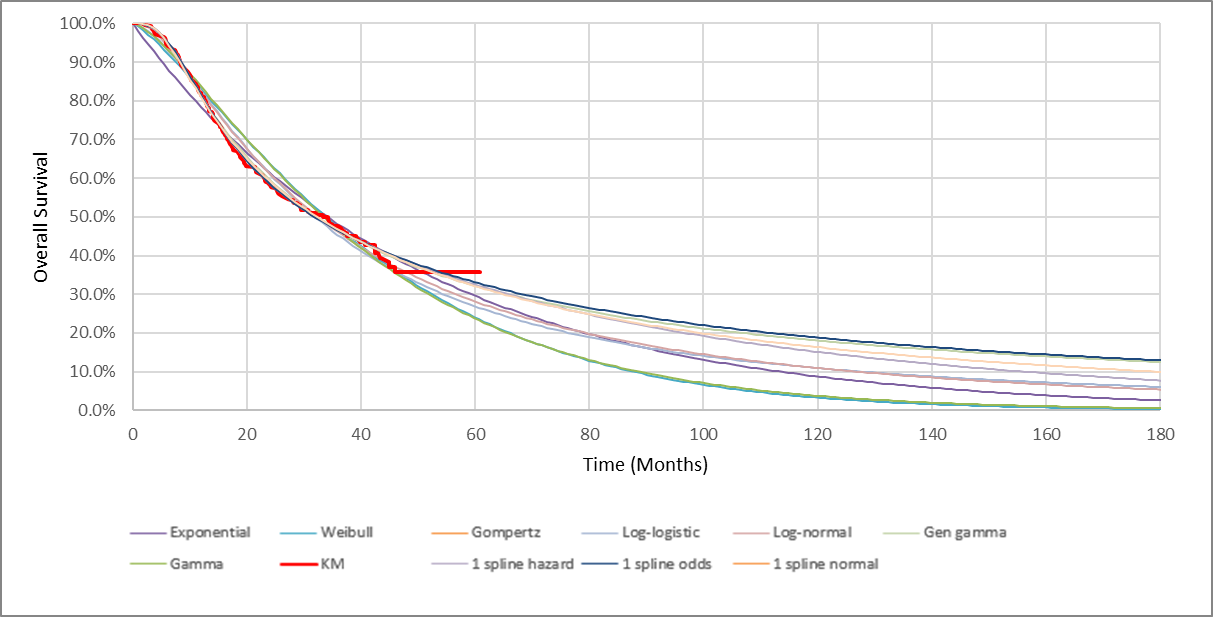 100.0%
90.0%
80.0%
70.0%
60.0%
50.0%
40.0%
30.0%
20.0%
10.0%
0.0%
Overall Survival
0 20 40 60 80 100 120 140 160 180
Time (Months)
Exponential Weibull Gompertz Log-logistic Log-normal Gen gamma
Gamma KM 1 spline hazard 1 spline odds 1 spline normal